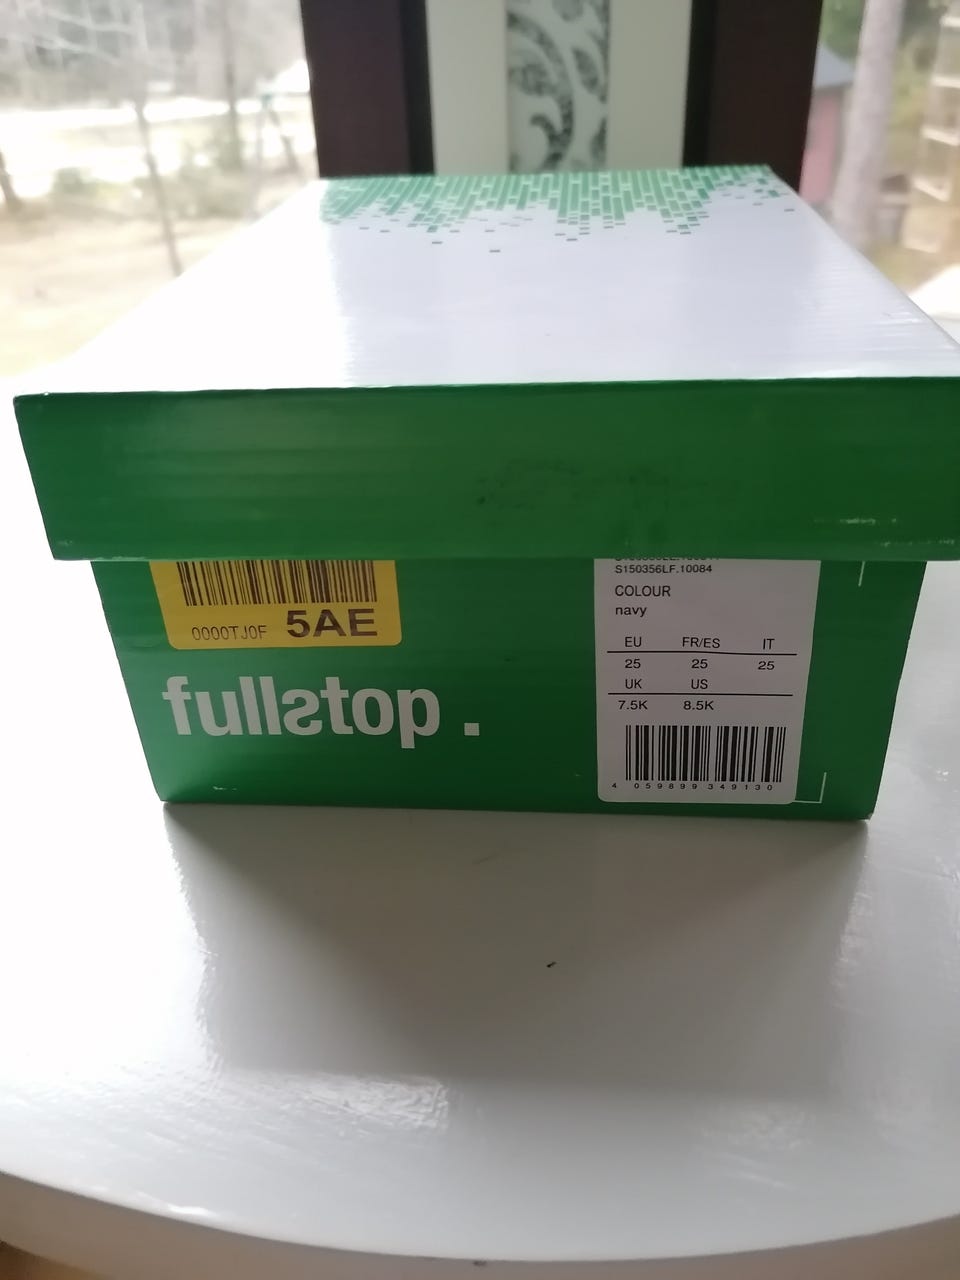 0000TJ0F 5AE
fullstop .
S150356LF.10084
COLOUR
navy
EU FR/ES IT
25 25 25
UK US
7.5K 8.5K
4 059899 349130